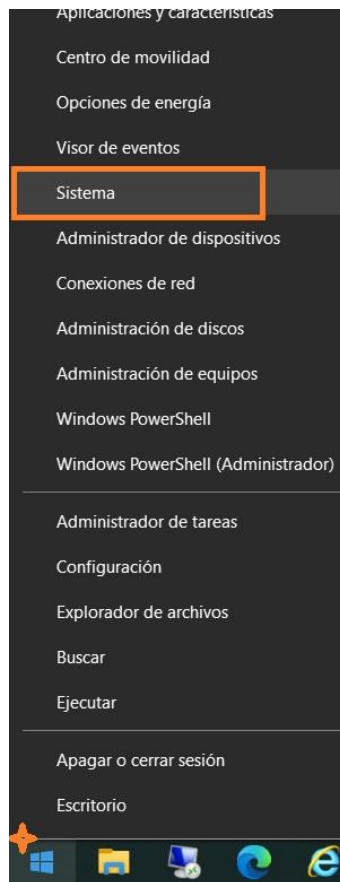 Aplicaciones y características
Centro de movilidad
Opciones de energía
Visor de eventos
Sistema
Administrador de dispositivos
Conexiones de red
Administración de discos
Administración de equipos
Windows PowerShell
Windows PowerShell (Administrador)
Administrador de tareas
Configuración
Explorador de archivos
Buscar
Ejecutar
Apagar o cerrar sesión
Escritorio